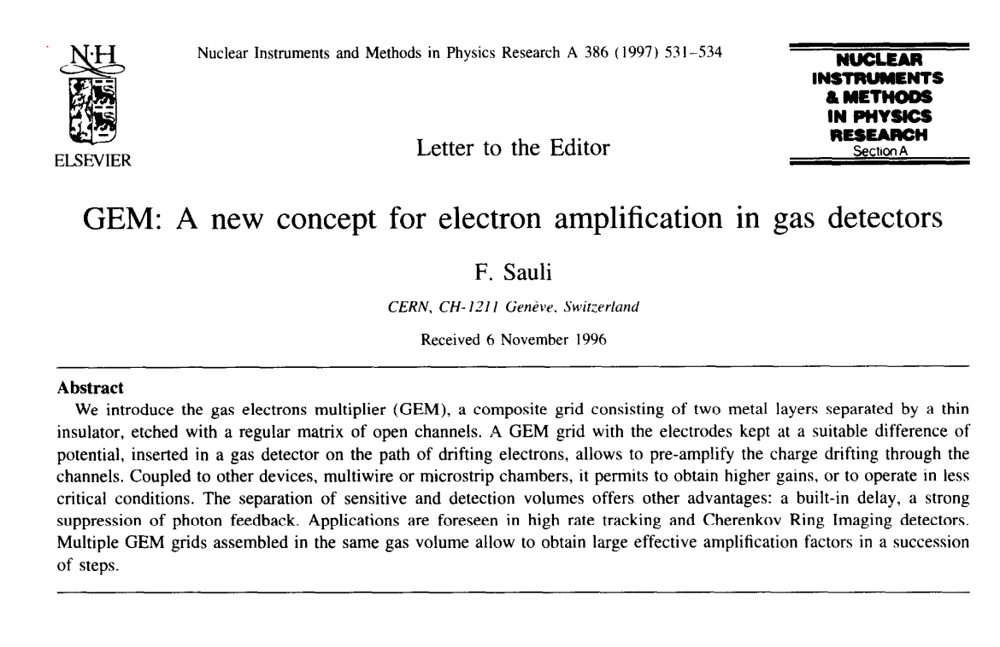 N·H
ELSEVIER
Nuclear Instruments and Methods in Physics Research A 386 (1997) 531–534
NUCLEAR
INSTRUMENTS
& METHODS
IN PHYSICS
RESEARCH
Section A
Letter to the Editor
GEM: A new concept for electron amplification in gas detectors
F. Sauli
CERN, CH-1211 Genève, Switzerland
Received 6 November 1996
Abstract
We introduce the gas electrons multiplier (GEM), a composite grid consisting of two metal layers separated by a thin
insulator, etched with a regular matrix of open channels. A GEM grid with the electrodes kept at a suitable difference of
potential, inserted in a gas detector on the path of drifting electrons, allows to pre-amplify the charge drifting through the
channels. Coupled to other devices, multiwire or microstrip chambers, it permits to obtain higher gains, or to operate in less
critical conditions. The separation of sensitive and detection volumes offers other advantages: a built-in delay, a strong
suppression of photon feedback. Applications are foreseen in high rate tracking and Cherenkov Ring Imaging detectors.
Multiple GEM grids assembled in the same gas volume allow to obtain large effective amplification factors in a succession
of steps.